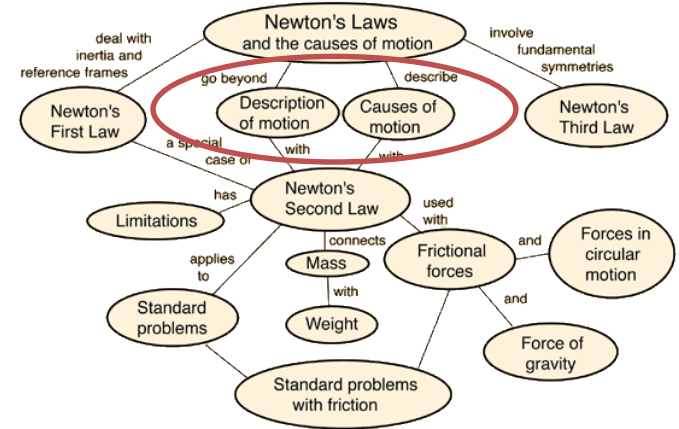 Newton's Laws
and the causes of motion
deal with
inertia and
reference frames
involve
fundamental
symmetries
go beyond
describe
Newton's
First Law
Description
of motion
Causes of
motion
Newton's
Third Law
a special
case of
with
with
Newton's
Second Law
has
Limitations
used
with
connects
Mass
Frictional
forces
and
Forces in
circular
motion
applies
to
with
and
Standard
problems
Weight
Force of
gravity
Standard problems
with friction